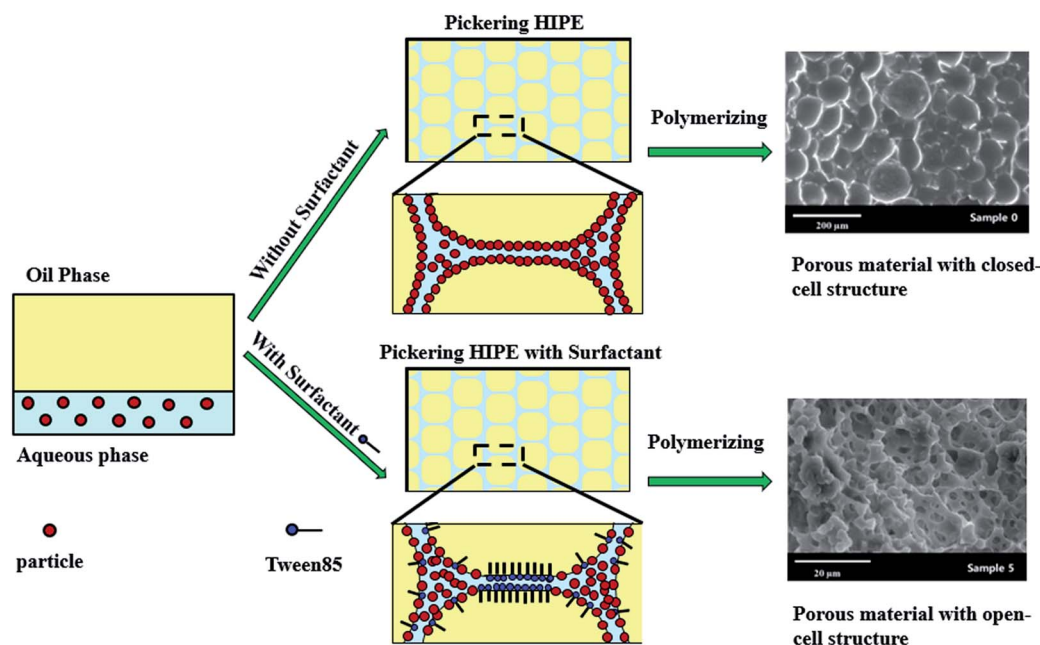 Pickering HIPE
Without Surfactant
Polymerizing
200 μm
Sample 0
Porous material with closed-
cell structure
Oil Phase
Aqueous phase
With Surfactant
Pickering HIPE with Surfactant
Polymerizing
20 μm
Sample 5
Porous material with open-
cell structure
particle
Tween85